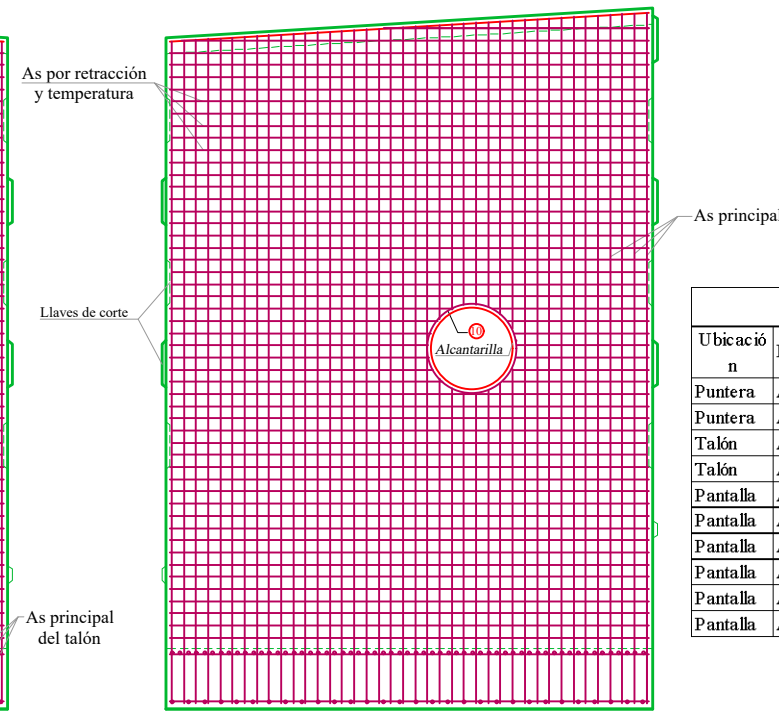 As por retracción
y temperatura
As principal
Llaves de corte
10
Alcantarilla
As principal
del talón
Ubicació
n
Puntera
Puntera
Talón
Talón
Pantalla
Pantalla
Pantalla
Pantalla
Pantalla
Pantalla